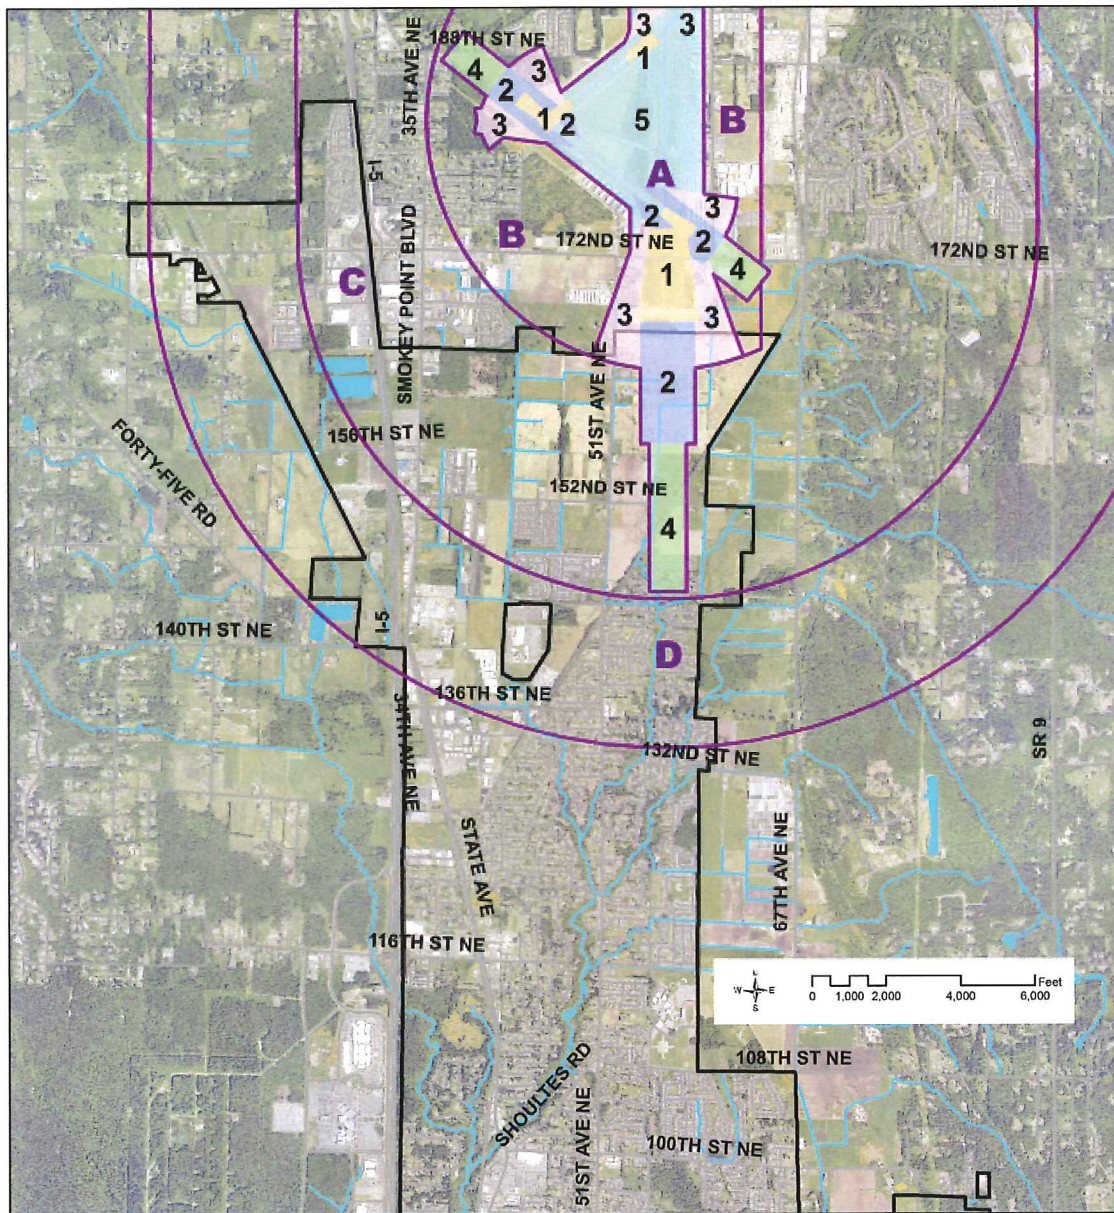 3
3
188TH ST NE
35TH AVE NE
1
4
3
2
3
1
2
5
B
I-5
A
2
3
SMOKEY POINT BLVD
B
172ND ST NE
2
172ND ST NE
C
1
4
3
3
51ST AVE NE
2
156TH ST NE
FORTY-FIVE RD
152ND ST NE
4
140TH ST NE
I-5
D
136TH ST NE
34TH AVE NE
132ND ST NE
SR 9
STATE AVE
67TH AVE NE
116TH ST NE
W
E
S
Feet
0 1,000 2,000 4,000 6,000
108TH ST NE
SHOULTES RD
51ST AVE NE
100TH ST NE